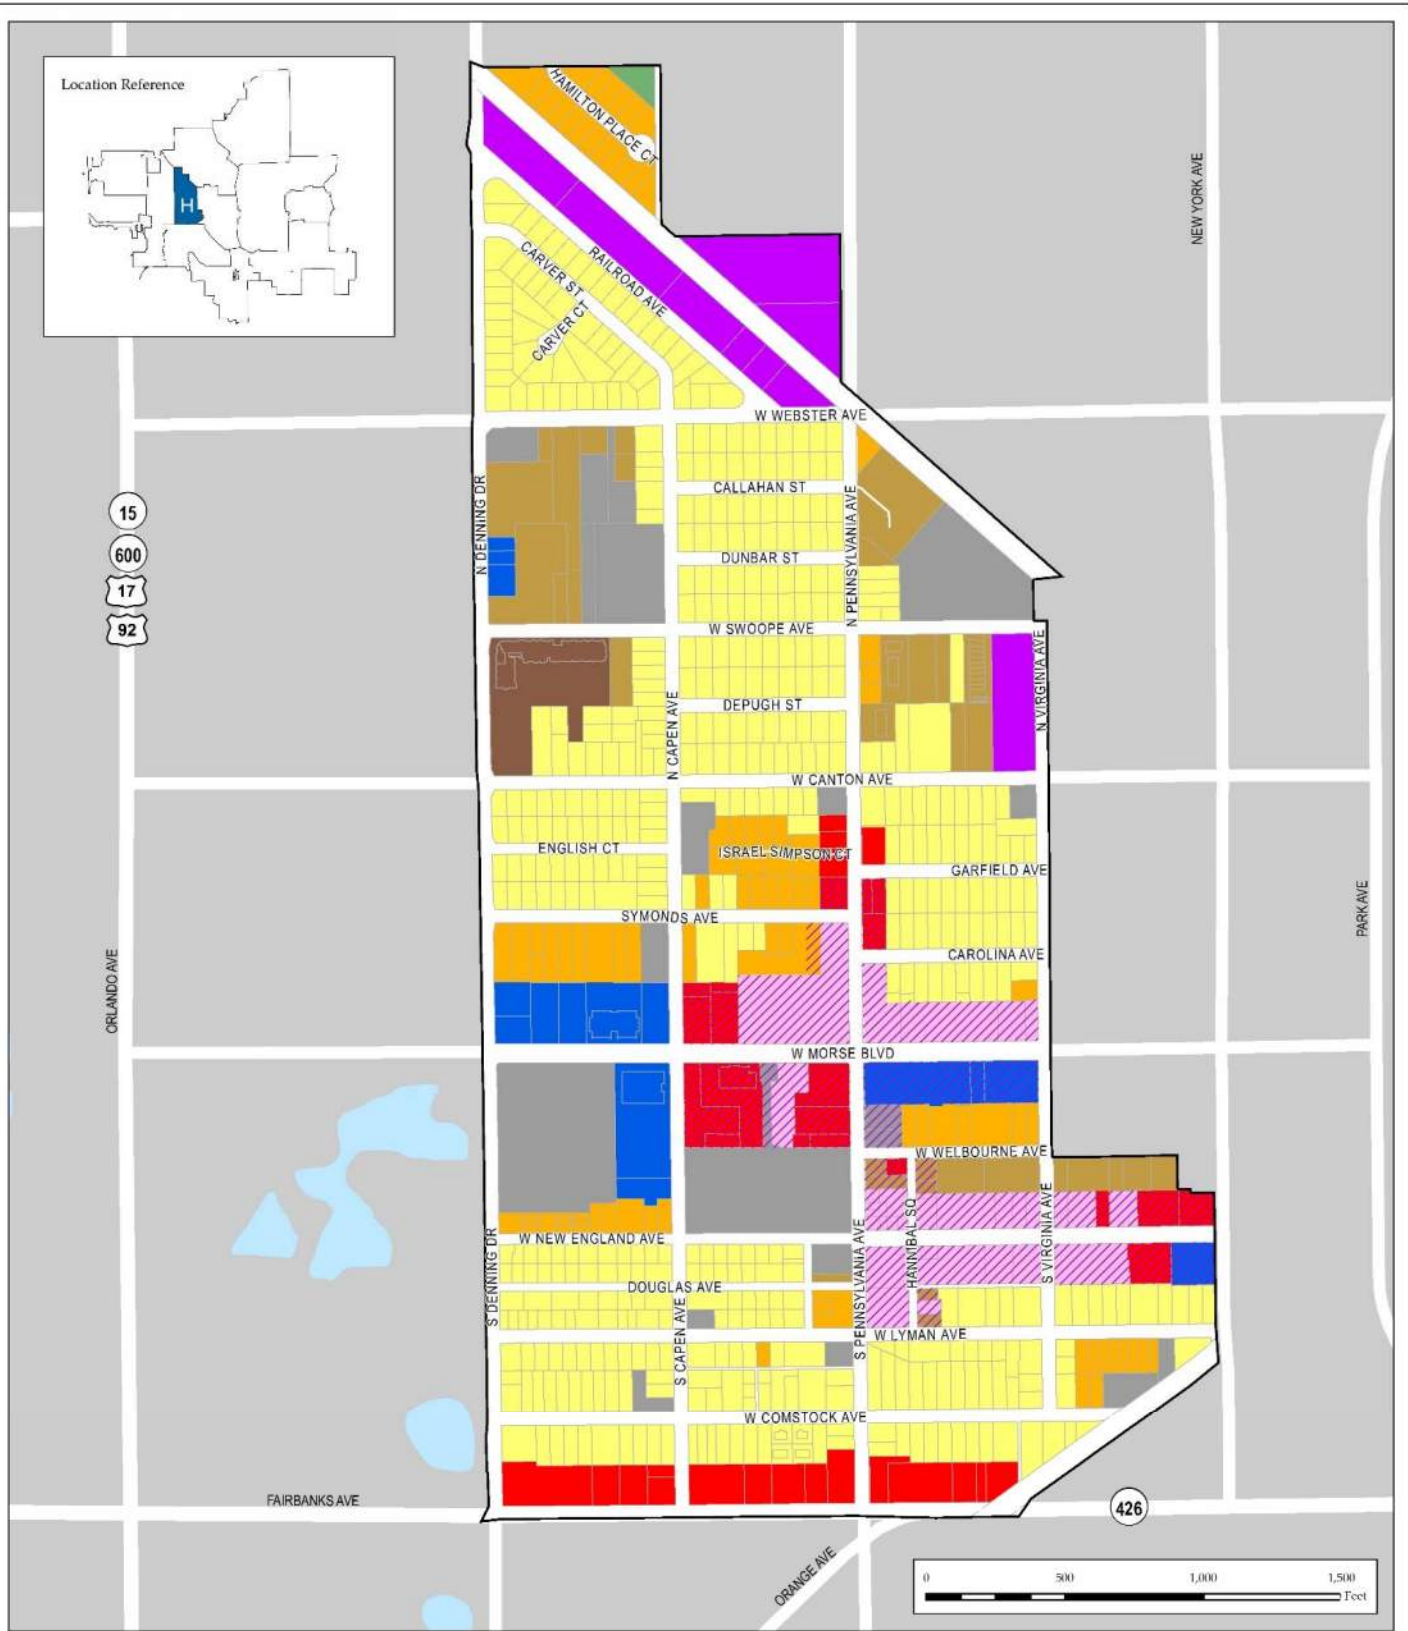 Location Reference
H
HAMILTON PLACE CT
NEW YORK AVE
CARVER ST
RAILROAD AVE
CARVER CT
W WEBSTER AVE
N DENNING DR
CALLAHAN ST
N PENNSYLVANIA AVE
15
600
17
92
DUNBAR ST
W SWOOPE AVE
N VIRGINIA AVE
N CAPEN AVE
DEPUGH ST
W CANTON AVE
ENGLISH CT
ISRAEL SIMPSON CT
GARFIELD AVE
PARK AVE
SYMONDS AVE
CAROLINA AVE
ORLANDO AVE
W MORSE BLVD
W WELBOURNE AVE
S DENNING DR
W NEW ENGLAND AVE
S PENNSYLVANIA AVE
HANNIBAL SQ
S VIRGINIA AVE
DOUGLAS AVE
S CAPEN AVE
W LYMAN AVE
W COMSTOCK AVE
FAIRBANKS AVE
426
ORANGE AVE
0 500 1,000 1,500
Feet